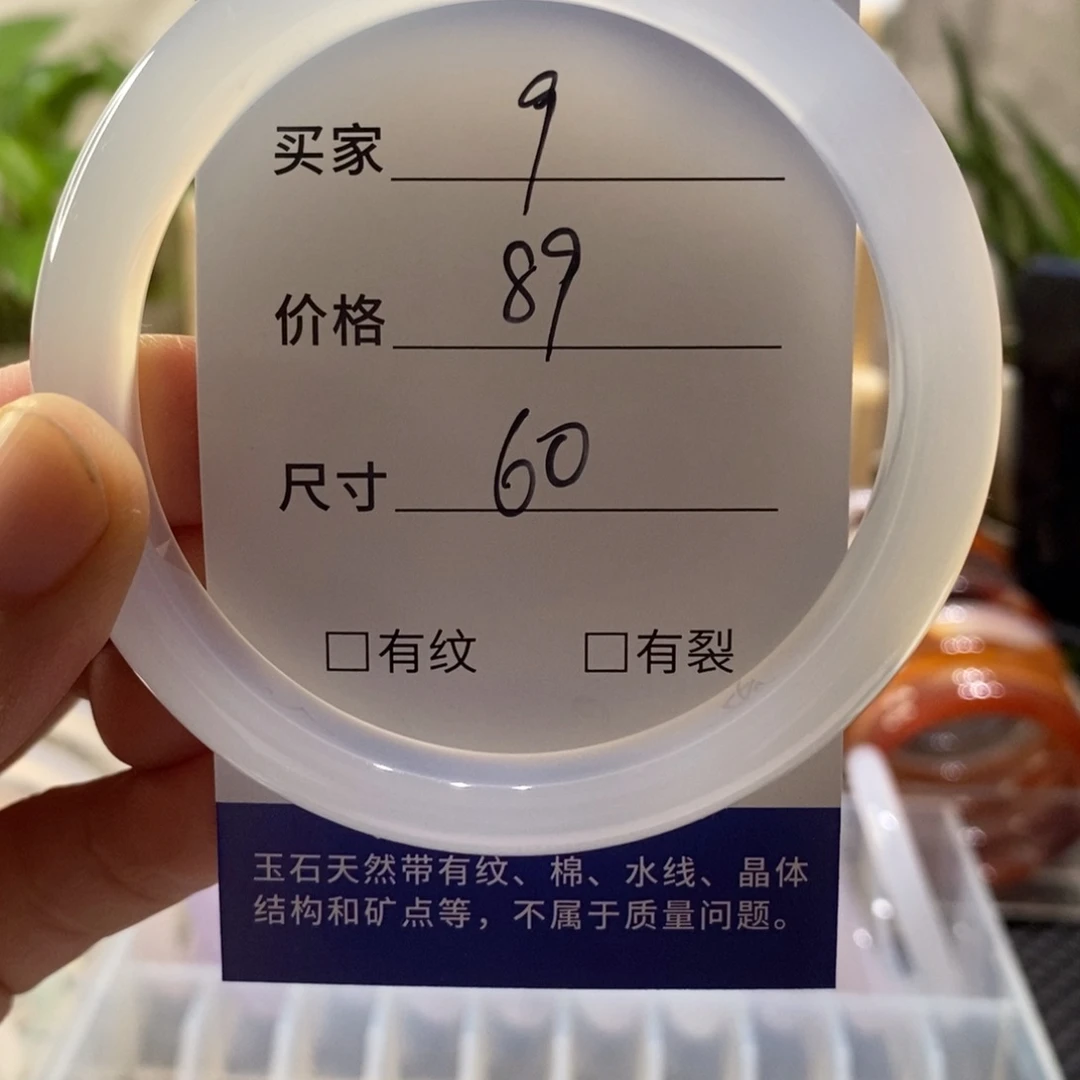 买家 9
价格 89
尺寸 60
□有纹 □有裂
玉石天然带有纹、棉、水线、晶体
结构和矿点等，不属于质量问题。